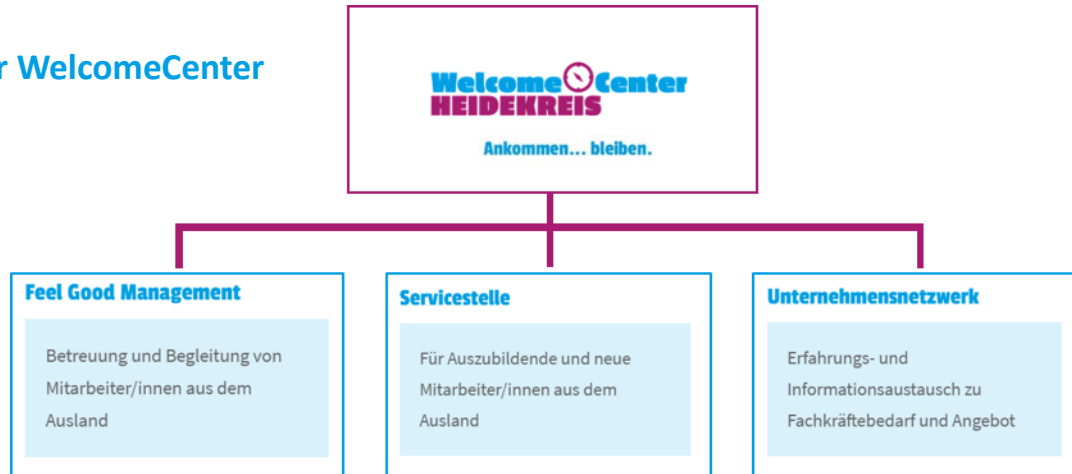 r WelcomeCenter
Welcome Center
HEIDEKREIS
Ankommen... bleiben.
Feel Good Management
Betreuung und Begleitung von
Mitarbeiter/innen aus dem
Ausland
Servicestelle
Für Auszubildende und neue
Mitarbeiter/innen aus dem
Ausland
Unternehmensnetzwerk
Erfahrungs- und
Informationsaustausch zu
Fachkräftebedarf und Angebot